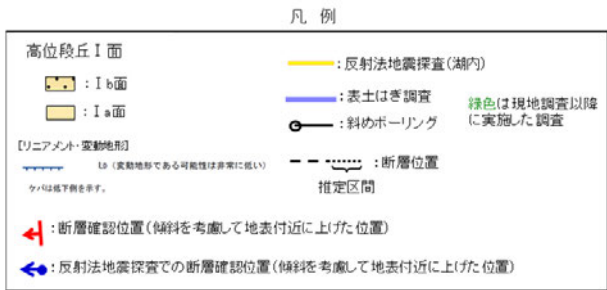 凡 例
高位段丘Ⅰ面
：Ⅰb面
：Ⅰa面
[リニアメント・変動地形]
LD (変動地形である可能性は非常に低い)
ケバは低下側を示す。
：反射法地震探査(湖内)
：表土はぎ調査
：斜めボーリング
：断層位置
推定区間
緑色は現地調査以降
に実施した調査
：断層確認位置(傾斜を考慮して地表付近に上げた位置)
：反射法地震探査での断層確認位置(傾斜を考慮して地表付近に上げた位置)